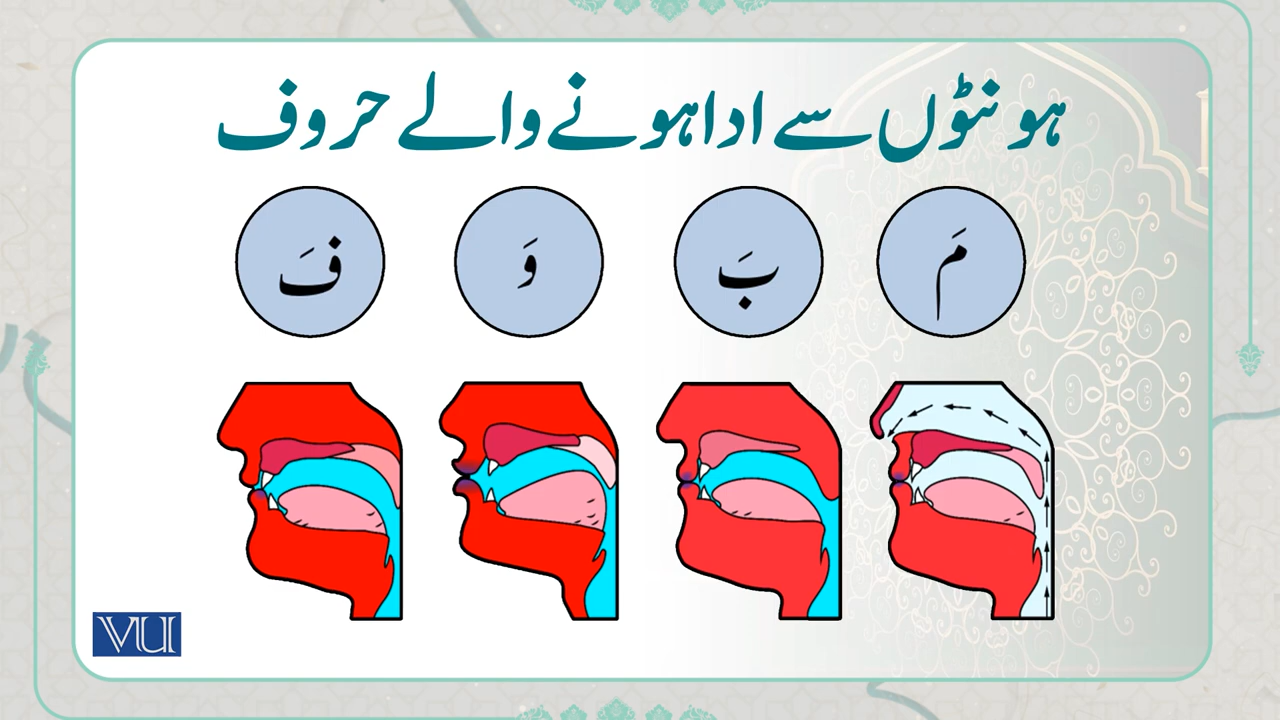 ہونٹوں سے ادا ہونے والے حروف
مَ بَ وَ فَ
VU